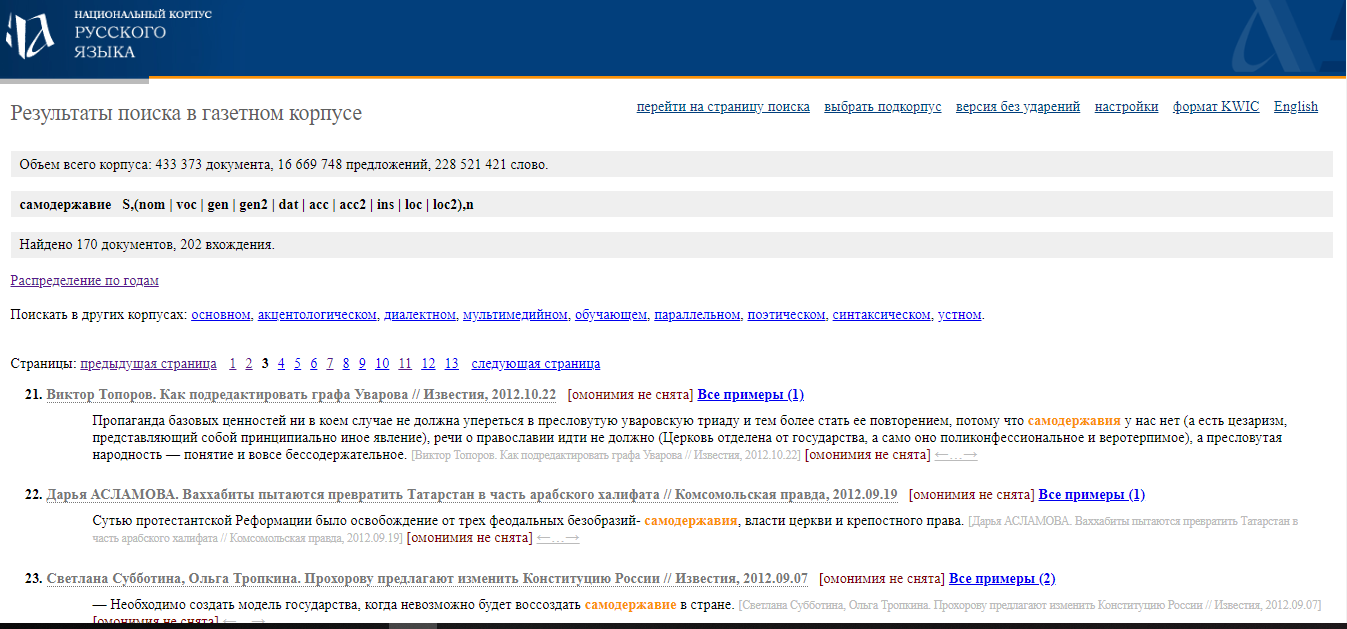 НАЦИОНАЛЬНЫЙ КОРПУС
РУССКОГО
ЯЗЫКА
Результаты поиска в газетном корпусе
перейти на страницу поиска выбрать подкорпус версия без ударений настройки формат KWIC English
Объем всего корпуса: 433 373 документа, 16 669 748 предложений, 228 521 421 слово.
самодержавие S,(nom | voc | gen | gen2 | dat | acc | acc2 | ins | loc | loc2),n
Найдено 170 документов, 202 вхождения.
Распределение по годам
Поискать в других корпусах: основном, акцентологическом, диалектном, мультимедийном, обучающем, параллельном, поэтическом, синтаксическом, устном.
Страницы: предыдущая страница 1 2 3 4 5 6 7 8 9 10 11 12 13 следующая страница
21. Виктор Топоров. Как подредактировать графа Уварова // Известия, 2012.10.22 [омонимия не снята] Все примеры (1)
Пропаганда базовых ценностей ни в коем случае не должна упереться в пресловутую уваровскую триаду и тем более стать ее повторением, потому что самодержавия у нас нет (а есть цезаризм,
представляющий собой принципиально иное явление), речи о православии идти не должно (Церковь отделена от государства, а само оно поликонфессиональное и веротерпимое), а пресловутая
народность — понятие и вовсе бессодержательное. [Виктор Топоров. Как подредактировать графа Уварова // Известия, 2012.10.22] [омонимия не снята] ←…→
22. Дарья АСЛАМОВА. Ваххабиты пытаются превратить Татарстан в часть арабского халифата // Комсомольская правда, 2012.09.19 [омонимия не снята] Все примеры (1)
Сутью протестантской Реформации было освобождение от трех феодальных безобразий- самодержавия, власти церкви и крепостного права. [Дарья АСЛАМОВА. Ваххабиты пытаются превратить Татарстан в
часть арабского халифата // Комсомольская правда, 2012.09.19] [омонимия не снята] ←…→
23. Светлана Субботина, Ольга Тропкина. Прохорову предлагают изменить Конституцию России // Известия, 2012.09.07 [омонимия не снята] Все примеры (2)
— Необходимо создать модель государства, когда невозможно будет воссоздать самодержавие в стране. [Светлана Субботина, Ольга Тропкина. Прохорову предлагают изменить Конституцию России // Известия, 2012.09.07]
[омонимия не снята] ←…→